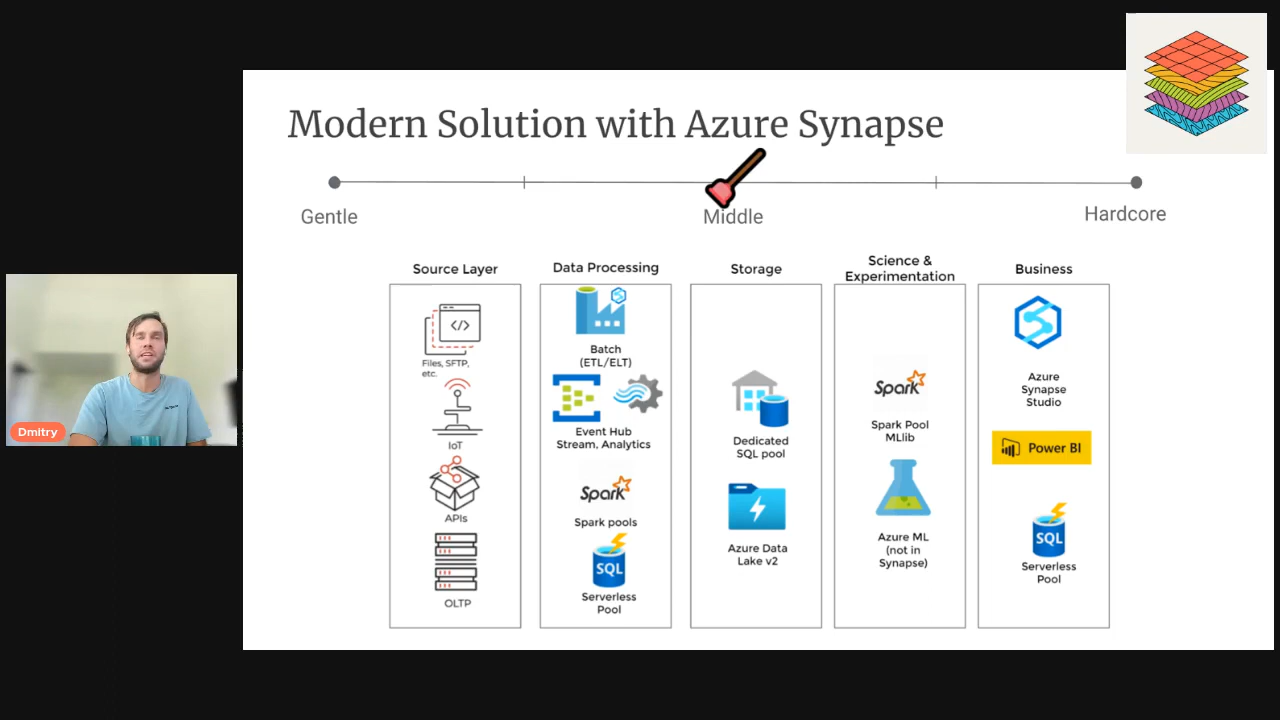 Modern Solution with Azure Synapse
Gentle
Middle
Hardcore
Source Layer
Files, SFTP,
etc.
IoT
APIs
OLTP
Data Processing
Batch
(ETL/ELT)
Event Hub
Stream, Analytics
Spark
Spark pools
SQL
Serverless
Pool
Storage
Dedicated
SQL pool
Azure Data
Lake v2
Science &
Experimentation
Spark
Spark Pool
MLlib
Azure ML
(not in
Synapse)
Business
Azure
Synapse
Studio
Power BI
SQL
Serverless
Pool
Dmitry